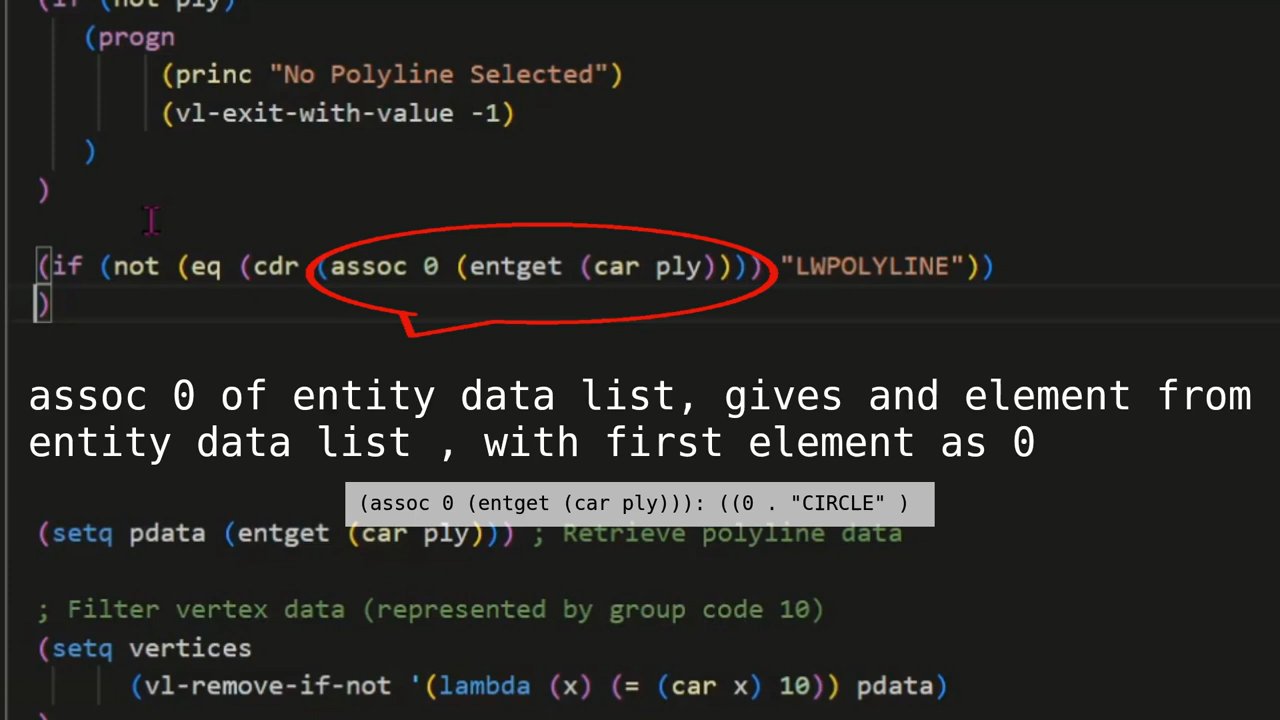 (if (not ply)
(progn
(princ "No Polyline Selected")
(vl-exit-with-value -1)
)
)
(if (not (eq (cdr (assoc 0 (entget (car ply)))) "LWPOLYLINE"))
)
assoc 0 of entity data list, gives and element from
entity data list , with first element as 0
(assoc 0 (entget (car ply))): ((0 . "CIRCLE" )
(setq pdata (entget (car ply))) ; Retrieve polyline data
; Filter vertex data (represented by group code 10)
(setq vertices
(vl-remove-if-not '(lambda (x) (= (car x) 10)) pdata)
)